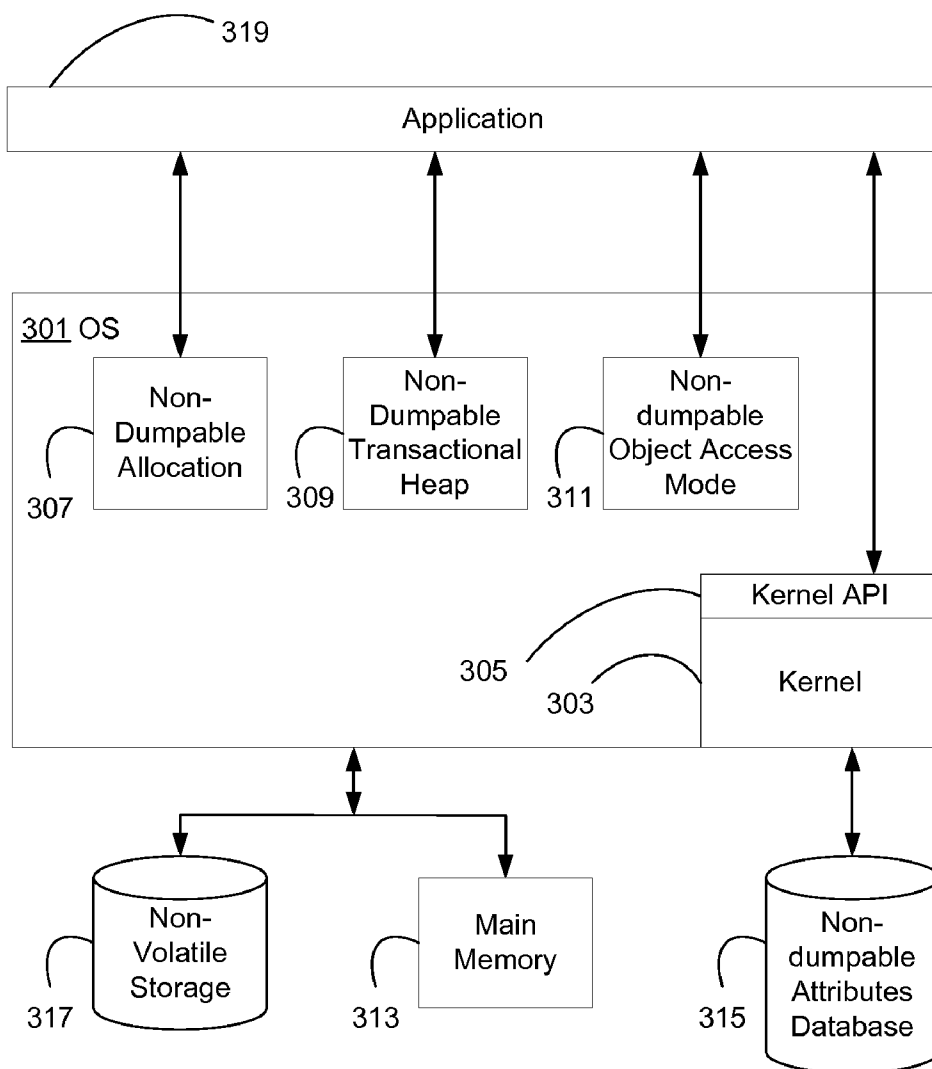 319
Application
301 OS
Non-
Dumpable
Allocation
307
Non-
Dumpable
Transactional
Heap
309
Non-
dumpable
Object Access
Mode
311
Kernel API
305
Kernel
303
Non-
Volatile
Storage
317
Main
Memory
313
Non-
dumpable
Attributes
Database
315